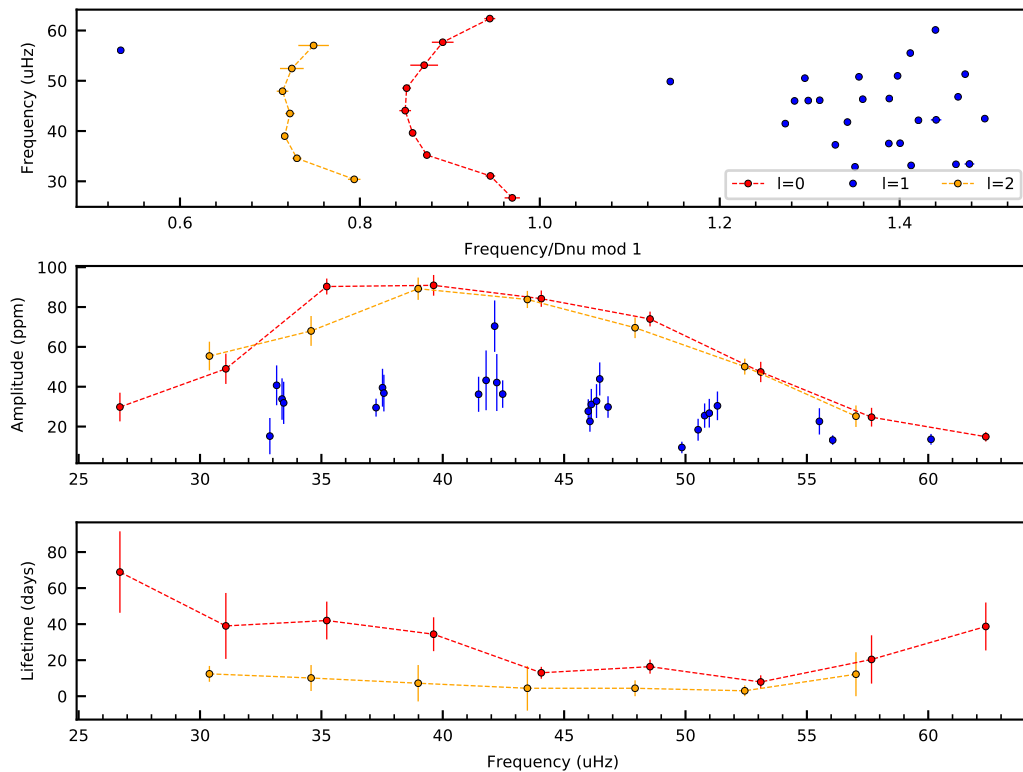 Frequency (uHz)
60
50
40
30
l=0 l=1 l=2
0.6 0.8 1.0 1.2 1.4
Frequency/Dnu mod 1
Amplitude (ppm)
100
80
60
40
20
25 30 35 40 45 50 55 60
Lifetime (days)
80
60
40
20
0
25 30 35 40 45 50 55 60
Frequency (uHz)